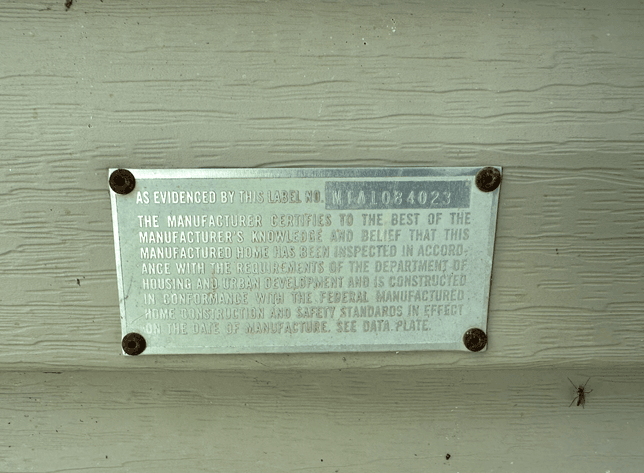 AS EVIDENCED BY THIS LABEL NO. NTA1084023
THE MANUFACTURER CERTIFIES TO THE BEST OF THE
MANUFACTURER'S KNOWLEDGE AND BELIEF THAT THIS
MANUFACTURED HOME HAS BEEN INSPECTED IN ACCORD-
ANCE WITH THE REQUIREMENTS OF THE DEPARTMENT OF
HOUSING AND URBAN DEVELOPMENT AND IS CONSTRUCTED
IN CONFORMANCE WITH THE FEDERAL MANUFACTURED
HOME CONSTRUCTION AND SAFETY STANDARDS IN EFFECT
ON THE DATE OF MANUFACTURE. SEE DATA PLATE.